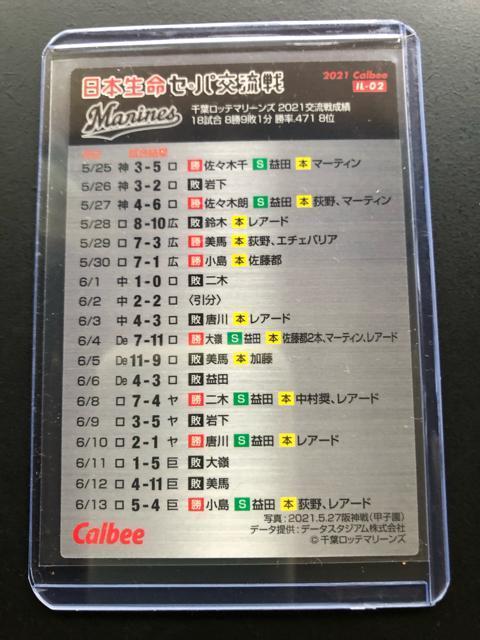 日本生命セ・パ交流戦
2021 Calbee
IL-02
Marines
千葉ロッテマリーンズ 2021交流戦成績
18試合 8勝9敗1分 勝率.471 8位
5/25 神 3-5 ロ 勝 佐々木千 S 益田 本 マーティン
5/26 神 3-2 ロ 敗 岩下
5/27 神 4-6 ロ 勝 佐々木朗 S 益田 本 荻野、マーティン
5/28 ロ 8-10 広 敗 鈴木 本 レアード
5/29 ロ 7-3 広 勝 美馬 本 荻野、エチェバリア
5/30 ロ 7-1 広 勝 小島 本 佐藤都
6/1 中 1-0 ロ 敗 二木
6/2 中 2-2 ロ 〈引分〉
6/3 中 4-3 ロ 敗 唐川 本 レアード
6/4 De 7-11 ロ 勝 大嶺 S 益田 本 佐藤都2本、マーティン、レアード
6/5 De 11-9 ロ 敗 美馬 本 加藤
6/6 De 4-3 ロ 敗 益田
6/8 ロ 7-4 ヤ 勝 二木 S 益田 本 中村奨、レアード
6/9 ロ 3-5 ヤ 敗 岩下
6/10 ロ 2-1 ヤ 勝 唐川 S 益田 本 レアード
6/11 ロ 1-5 巨 敗 大嶺
6/12 ロ 4-11 巨 敗 美馬
6/13 ロ 5-4 巨 勝 小島 S 益田 本 荻野、レアード
写真:2021.5.27阪神戦(甲子園)
データ提供:データスタジアム株式会社
©千葉ロッテマリーンズ
Calbee